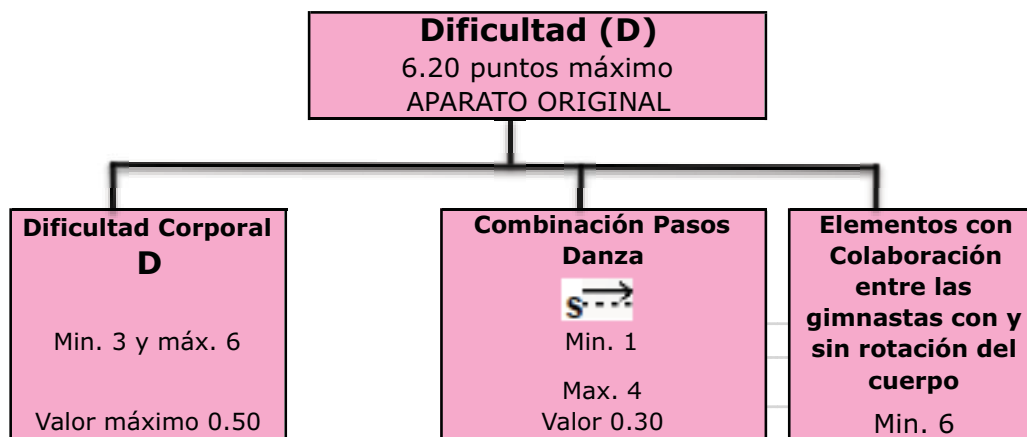 Dificultad (D)
6.20 puntos máximo
APARATO ORIGINAL
Dificultad Corporal
D
Min. 3 y máx. 6
Valor máximo 0.50
Combinación Pasos
Danza
S
Min. 1
Max. 4
Valor 0.30
Elementos con
Colaboración
entre las
gimnastas con y
sin rotación del
cuerpo
Min. 6